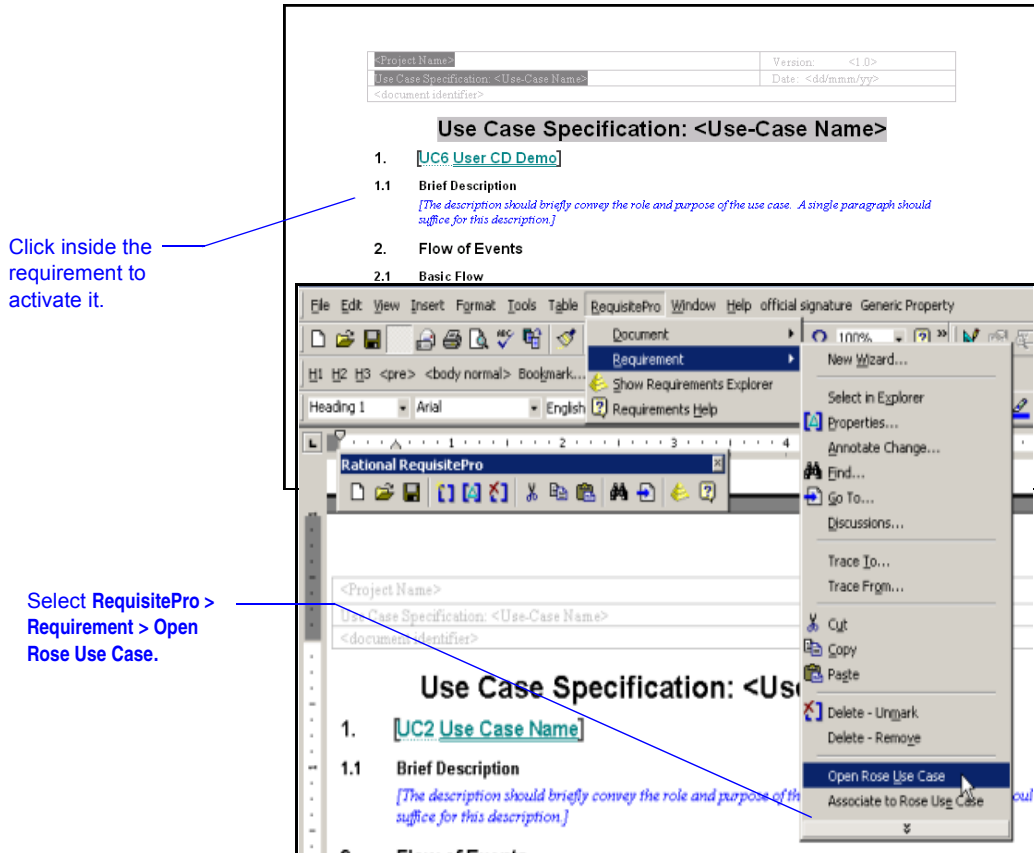 <Project Name>
Version: <1.0>
Use Case Specification: <Use-Case Name>
Date: <dd/mmm/yy>
<document identifier>
Use Case Specification: <Use-Case Name>
1. [UC6 User CD Demo]
1.1 Brief Description
[The description should briefly convey the role and purpose of the use case. A single paragraph should
suffice for this description.]
2. Flow of Events
2.1 Basic Flow
Click inside the
requirement to
activate it.
File Edit View Insert Format Tools Table RequisitePro Window Help official signature Generic Property
100%
H1 H2 H3 <pre> <body normal> Bookmark...
Heading 1 Arial English
Document
Requirement
Show Requirements Explorer
Requirements Help
New Wizard...
Select in Explorer
Properties...
Annotate Change...
Find...
Go To...
Discussions...
Trace To...
Trace From...
Cut
Copy
Paste
Delete - Unmark
Delete - Remove
Open Rose Use Case
Associate to Rose Use Case
1 2 3 4
Rational RequisitePro
<Project Name>
Use Case Specification: <Use-Case Name>
<document identifier>
Select RequisitePro >
Requirement > Open
Rose Use Case.
Use Case Specification: <Us
1. [UC2 Use Case Name]
1.1 Brief Description
[The description should briefly convey the role and purpose of th
suffice for this description.]
Flow of Events